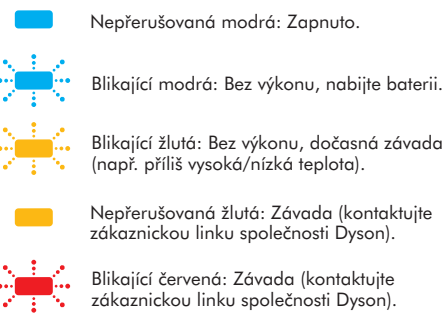 Nepřerušovaná modrá: Zapnuto.
Blikající modrá: Bez výkonu, nabijte baterii.
Blikající žlutá: Bez výkonu, dočasná závada
(např. příliš vysoká/nízká teplota).
Nepřerušovaná žlutá: Závada (kontaktujte
zákaznickou linku společnosti Dyson).
Blikající červená: Závada (kontaktujte
zákaznickou linku společnosti Dyson).